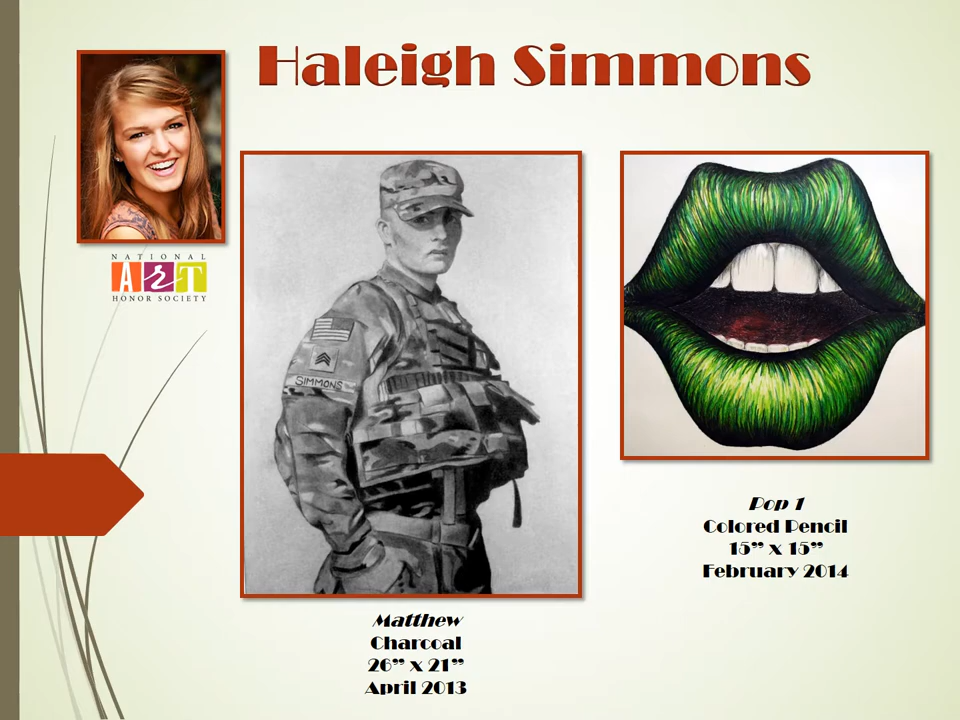 Haleigh Simmons
NATIONAL
ArT
HONOR SOCIETY
SIMMONS
Matthew
Charcoal
26” x 21”
April 2013
Pop 1
Colored Pencil
15” x 15”
February 2014